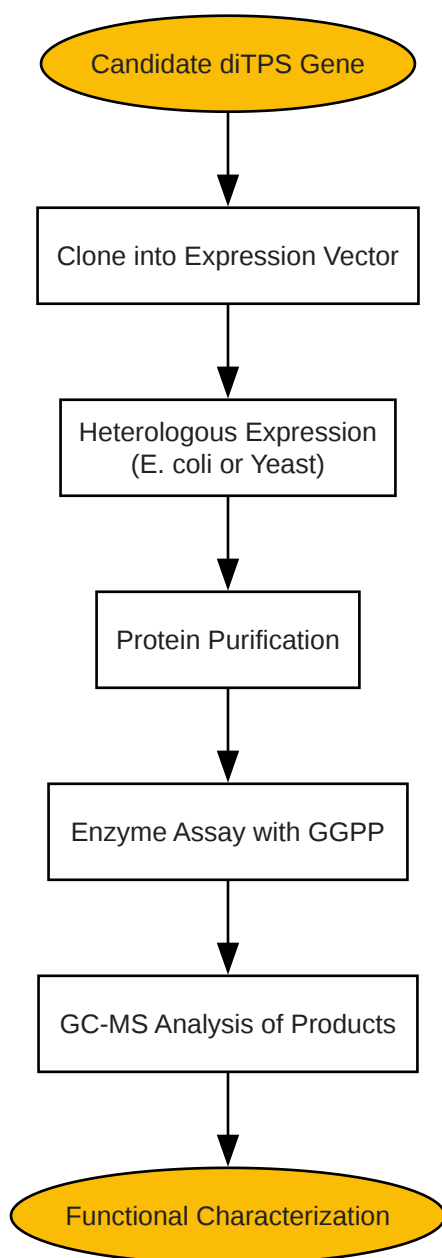 Candidate diTPS Gene
Clone into Expression Vector
Heterologous Expression
(E. coli or Yeast)
Protein Purification
Enzyme Assay with GGPP
GC-MS Analysis of Products
Functional Characterization